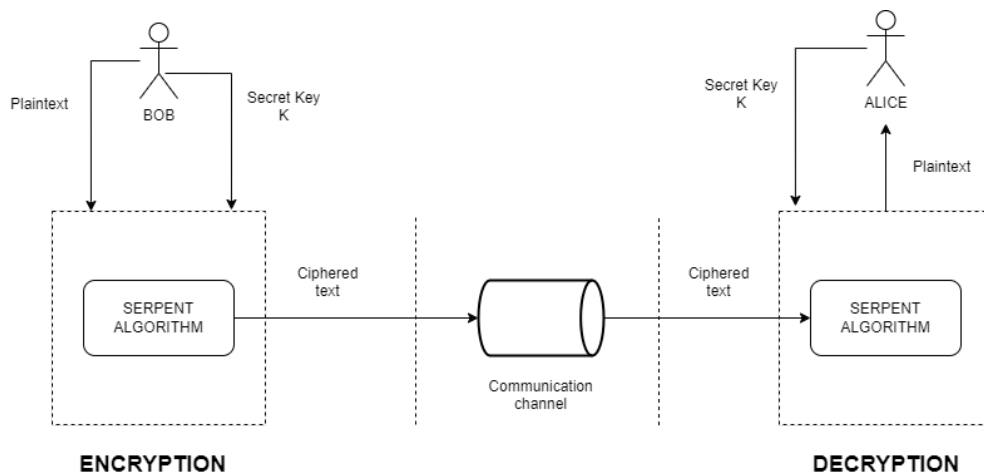 Plaintext
BOB
Secret Key
K
Secret Key
K
ALICE
Plaintext
SERPENT
ALGORITHM
Ciphered
text
Communication
channel
Ciphered
text
SERPENT
ALGORITHM
ENCRYPTION
DECRYPTION